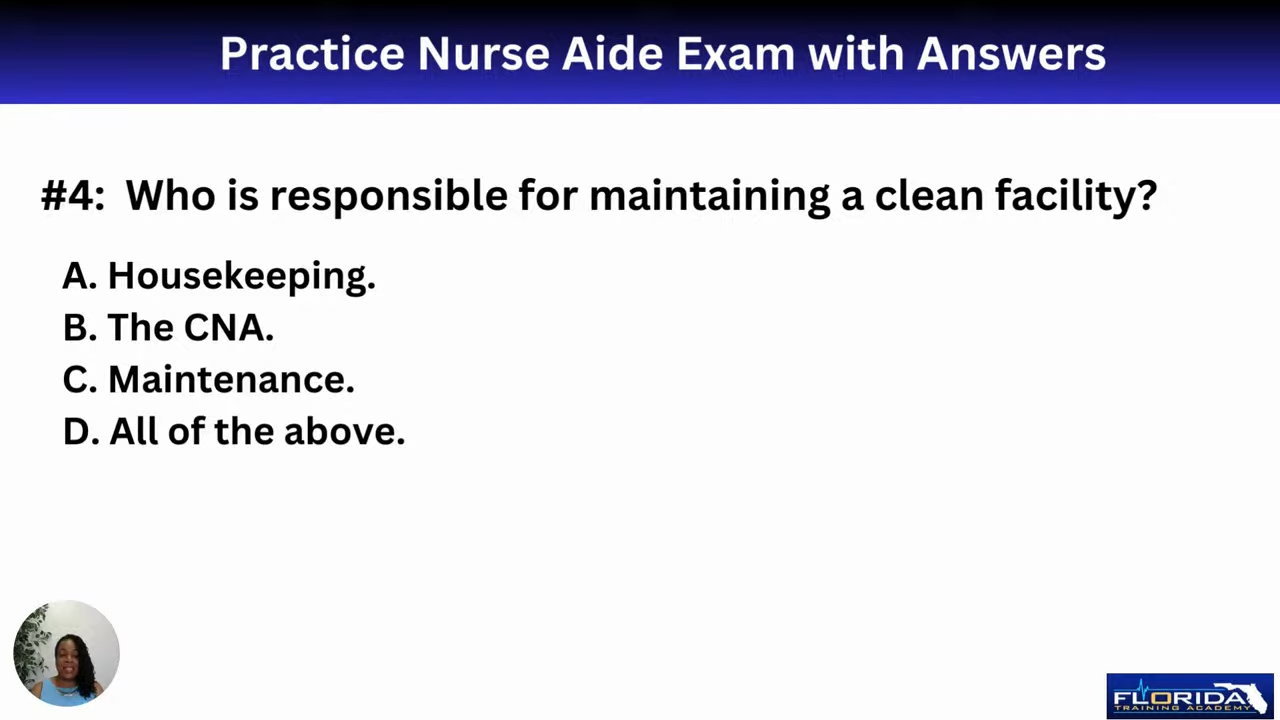 Practice Nurse Aide Exam with Answers
#4: Who is responsible for maintaining a clean facility?
A. Housekeeping.
B. The CNA.
C. Maintenance.
D. All of the above.
FLORIDA
TRAINING ACADEMY